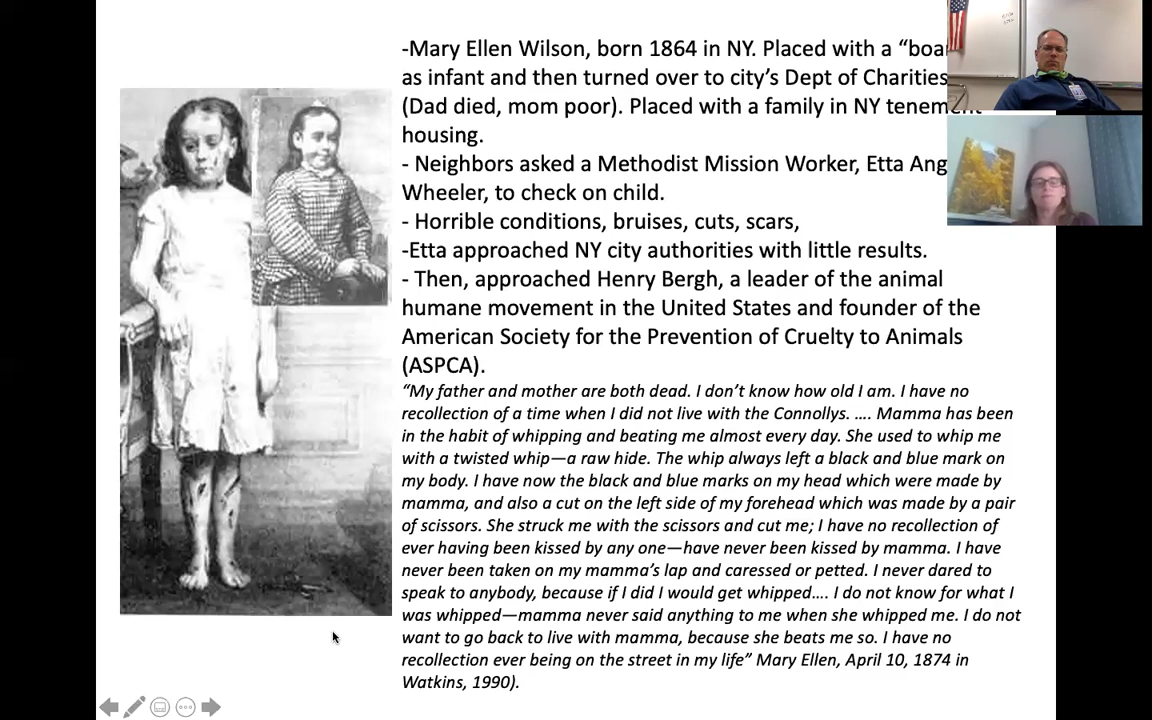 -Mary Ellen Wilson, born 1864 in NY. Placed with a “boa
as infant and then turned over to city’s Dept of Charities
(Dad died, mom poor). Placed with a family in NY tenement
housing.
- Neighbors asked a Methodist Mission Worker, Etta Ang
Wheeler, to check on child.
- Horrible conditions, bruises, cuts, scars,
-Etta approached NY city authorities with little results.
- Then, approached Henry Bergh, a leader of the animal
humane movement in the United States and founder of the
American Society for the Prevention of Cruelty to Animals
(ASPCA).
“My father and mother are both dead. I don’t know how old I am. I have no
recollection of a time when I did not live with the Connollys. …. Mamma has been
in the habit of whipping and beating me almost every day. She used to whip me
with a twisted whip—a raw hide. The whip always left a black and blue mark on
my body. I have now the black and blue marks on my head which were made by
mamma, and also a cut on the left side of my forehead which was made by a pair
of scissors. She struck me with the scissors and cut me; I have no recollection of
ever having been kissed by any one—have never been kissed by mamma. I have
never been taken on my mamma’s lap and caressed or petted. I never dared to
speak to anybody, because if I did I would get whipped…. I do not know for what I
was whipped—mamma never said anything to me when she whipped me. I do not
want to go back to live with mamma, because she beats me so. I have no
recollection ever being on the street in my life” Mary Ellen, April 10, 1874 in
Watkins, 1990).